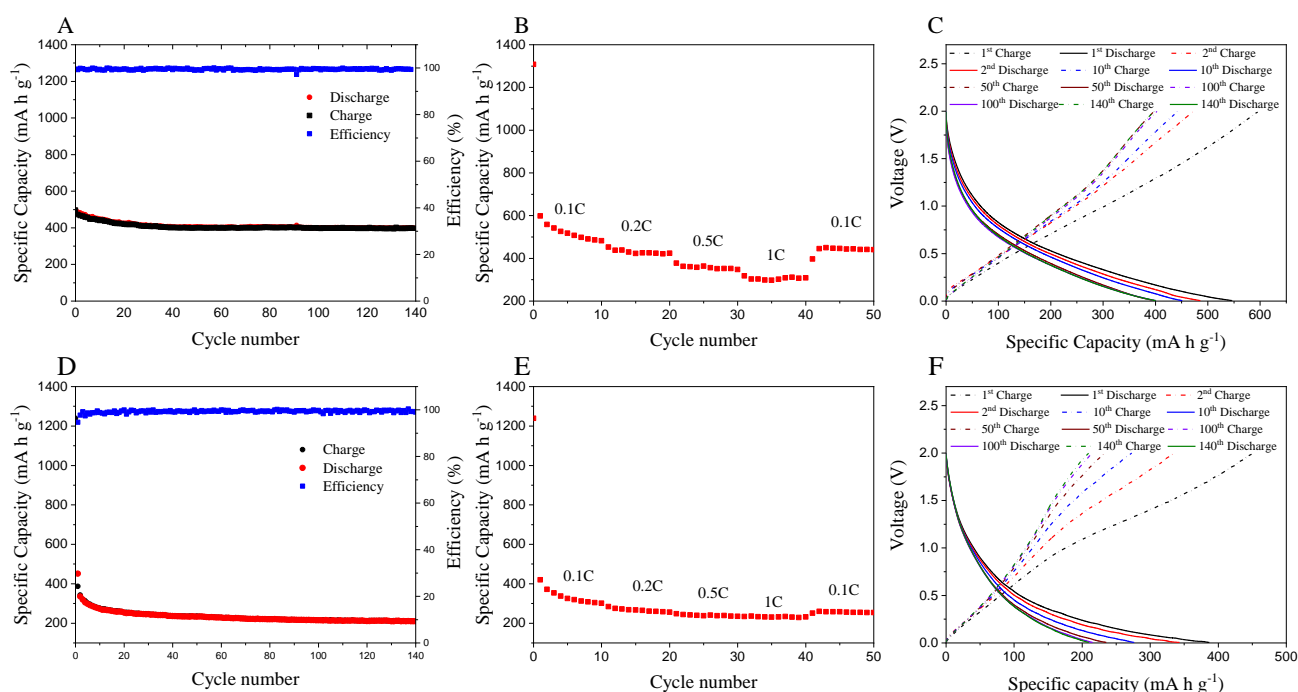 A
1400
1200
1000
800
600
400
200
0
0 20 40 60 80 100 120 140
100
80
60
40
20
0
Specific Capacity (mA h g⁻¹)
Efficiency (%)
Cycle number
Discharge
Charge
Efficiency
B
1400
1200
1000
800
600
400
200
0 10 20 30 40 50
Specific Capacity (mA h g⁻¹)
Cycle number
0.1C
0.2C
0.5C
1C
0.1C
C
2.5
2.0
1.5
1.0
0.5
0.0
0 100 200 300 400 500 600
Voltage (V)
Specific Capacity (mA h g⁻¹)
1st Charge 1st Discharge 2nd Charge
2nd Discharge 10th Charge 10th Discharge
50th Charge 50th Discharge 100th Charge
100th Discharge 140th Charge 140th Discharge
D
1400
1200
1000
800
600
400
200
0 20 40 60 80 100 120 140
100
80
60
40
20
0
Specific Capacity (mA h g⁻¹)
Efficiency (%)
Cycle number
Charge
Discharge
Efficiency
E
1400
1200
1000
800
600
400
200
0 10 20 30 40 50
Specific Capacity (mA h g⁻¹)
Cycle number
0.1C
0.2C
0.5C
1C
0.1C
F
2.5
2.0
1.5
1.0
0.5
0.0
0 100 200 300 400 500
Voltage (V)
Specific capacity (mA h g⁻¹)
1st Charge 1st Discharge 2nd Charge
2nd Discharge 10th Charge 10th Discharge
50th Charge 50th Discharge 100th Charge
100th Discharge 140th Charge 140th Discharge